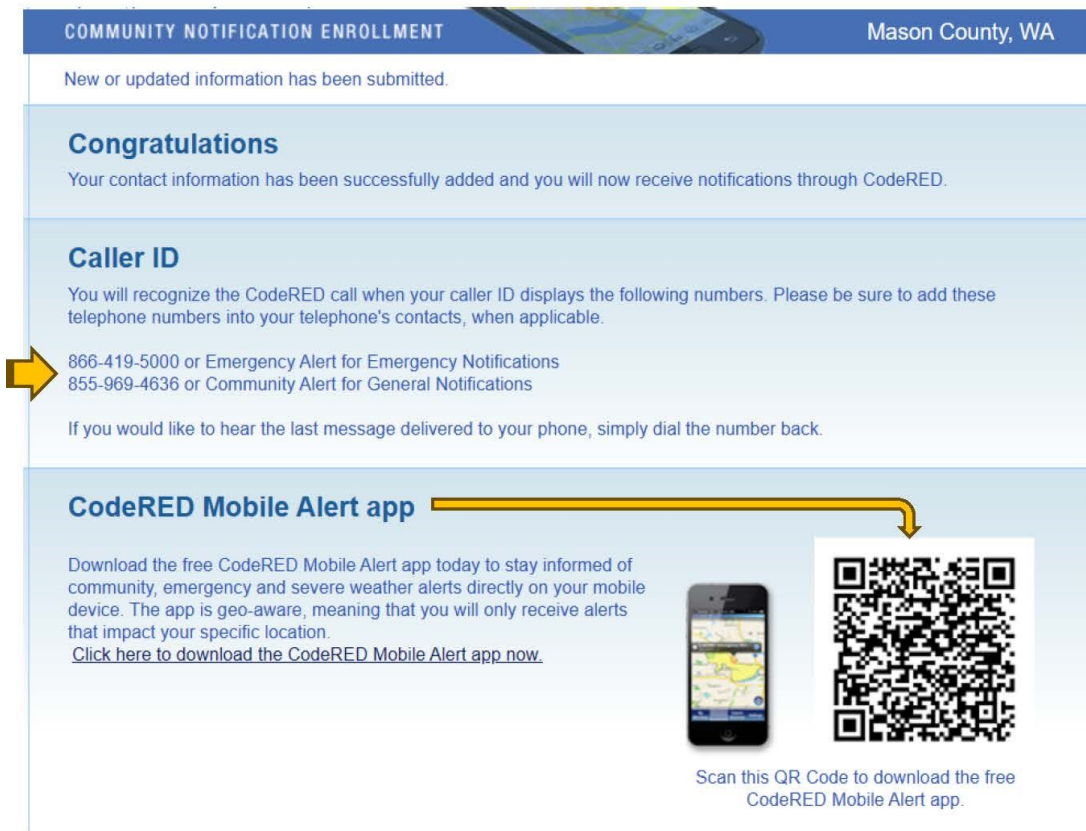 COMMUNITY NOTIFICATION ENROLLMENT
Mason County, WA
New or updated information has been submitted.
Congratulations
Your contact information has been successfully added and you will now receive notifications through CodeRED.
Caller ID
You will recognize the CodeRED call when your caller ID displays the following numbers. Please be sure to add these
telephone numbers into your telephone's contacts, when applicable.
866-419-5000 or Emergency Alert for Emergency Notifications
855-969-4636 or Community Alert for General Notifications
If you would like to hear the last message delivered to your phone, simply dial the number back.
CodeRED Mobile Alert app
Download the free CodeRED Mobile Alert app today to stay informed of
community, emergency and severe weather alerts directly on your mobile
device. The app is geo-aware, meaning that you will only receive alerts
that impact your specific location.
Click here to download the CodeRED Mobile Alert app now.
Scan this QR Code to download the free
CodeRED Mobile Alert app.